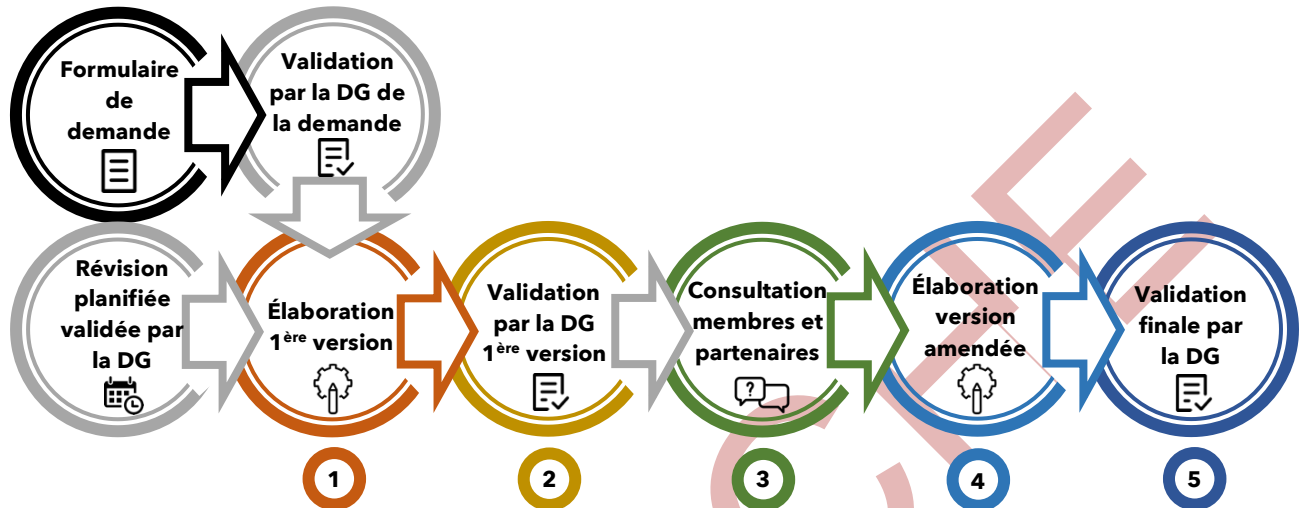 Formulaire
de
demande
Validation
par la DG de
la demande
Révision
planifiée
validée par
la DG
Élaboration
1ère version
Validation
par la DG
1ère version
Consultation
membres et
partenaires
?
Élaboration
version
amendée
Validation
finale par
la DG
1
2
3
4
5